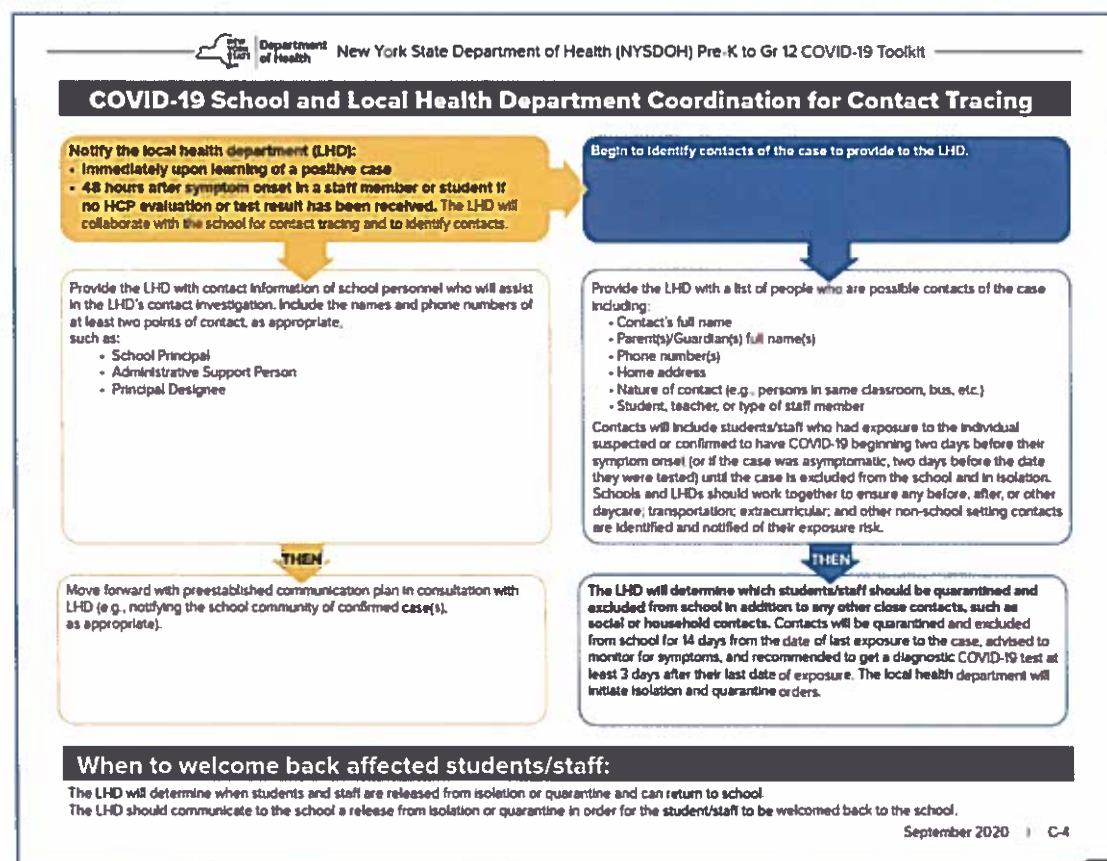 NEW
YORK
STATE
Department
of Health
New York State Department of Health (NYSDOH) Pre-K to Gr 12 COVID-19 Toolkit
COVID-19 School and Local Health Department Coordination for Contact Tracing
Notify the local health department (LHD):
• Immediately upon learning of a positive case
• 48 hours after symptom onset in a staff member or student if
no HCP evaluation or test result has been received. The LHD will
collaborate with the school for contact tracing and to identify contacts.
Begin to identify contacts of the case to provide to the LHD.
Provide the LHD with contact information of school personnel who will assist
in the LHD's contact investigation. Include the names and phone numbers of
at least two points of contact, as appropriate,
such as:
• School Principal
• Administrative Support Person
• Principal Designee
Provide the LHD with a list of people who are possible contacts of the case
including:
• Contact's full name
• Parent(s)/Guardian(s) full name(s)
• Phone number(s)
• Home address
• Nature of contact (e.g., persons in same classroom, bus, etc.)
• Student, teacher, or type of staff member
Contacts will include students/staff who had exposure to the individual
suspected or confirmed to have COVID-19 beginning two days before their
symptom onset (or if the case was asymptomatic, two days before the date
they were tested) until the case is excluded from the school and in isolation.
Schools and LHDs should work together to ensure any before, after, or other
daycare; transportation; extracurricular; and other non-school setting contacts
are identified and notified of their exposure risk.
THEN
THEN
Move forward with preestablished communication plan in consultation with
LHD (e.g., notifying the school community of confirmed case(s),
as appropriate).
The LHD will determine which students/staff should be quarantined and
excluded from school in addition to any other close contacts, such as
social or household contacts. Contacts will be quarantined and excluded
from school for 14 days from the date of last exposure to the case, advised to
monitor for symptoms, and recommended to get a diagnostic COVID-19 test at
least 3 days after their last date of exposure. The local health department will
initiate isolation and quarantine orders.
When to welcome back affected students/staff:
The LHD will determine when students and staff are released from isolation or quarantine and can return to school.
The LHD should communicate to the school a release from isolation or quarantine in order for the student/staff to be welcomed back to the school.
September 2020 | C-4